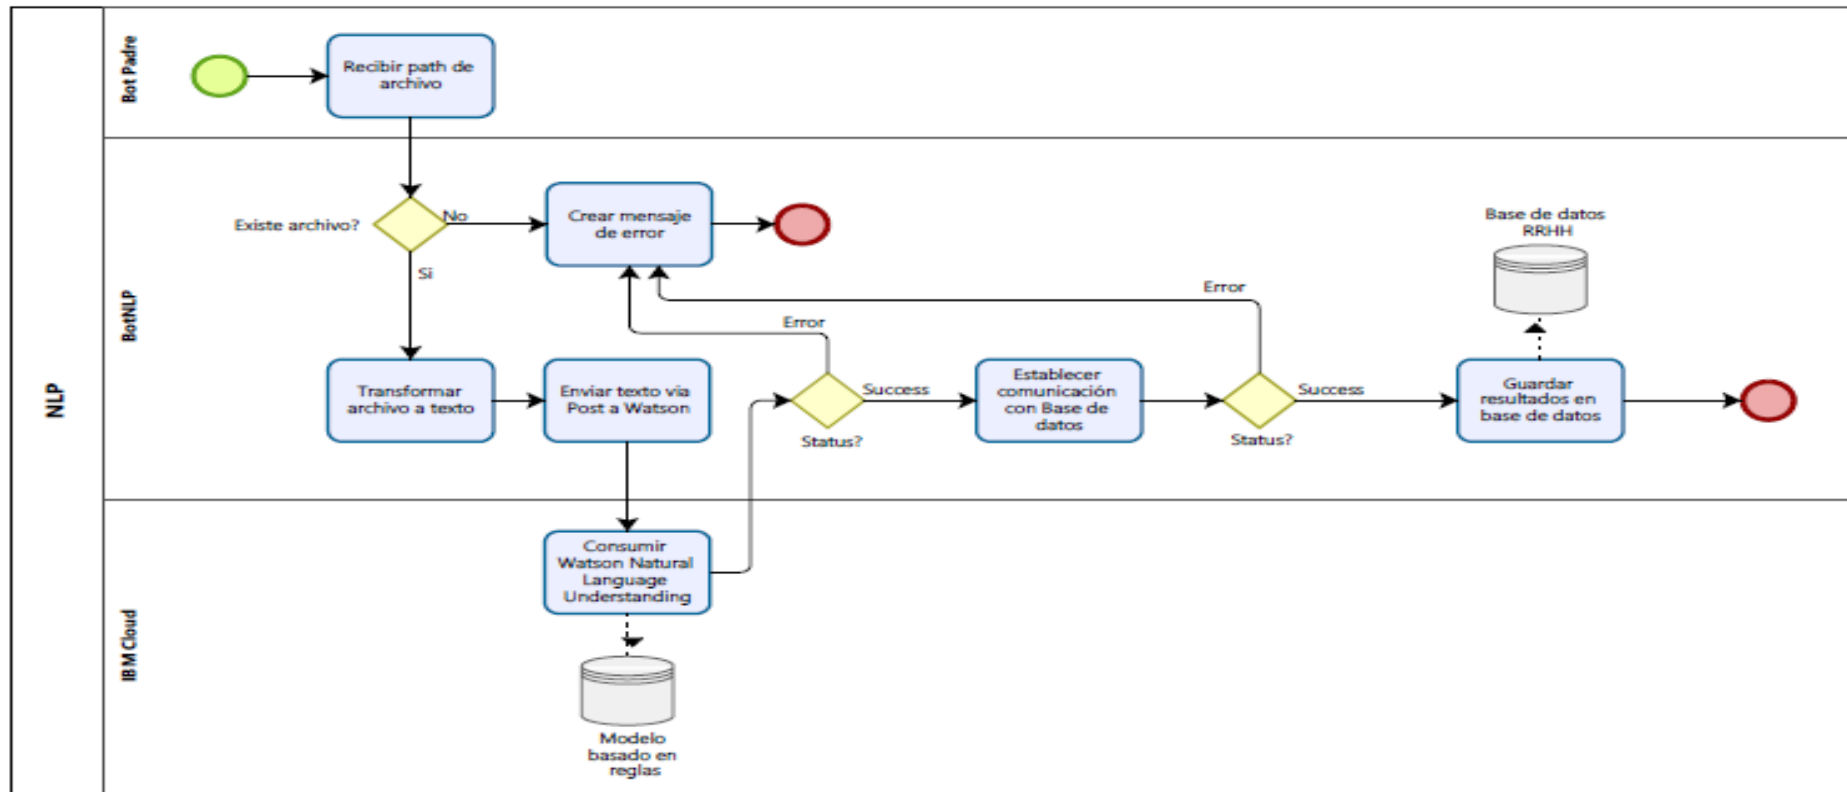 NLP
Bot Padre
Recibir path de
archivo
BotNLP
Existe archivo?
No
Si
Crear mensaje
de error
Base de datos
RRHH
Error
Error
Transformar
archivo a texto
Enviar texto via
Post a Watson
Status?
Success
Establecer
comunicación
con Base de
datos
Status?
Success
Guardar
resultados en
base de datos
IBM Cloud
Consumir
Watson Natural
Language
Understanding
Modelo
basado en
reglas